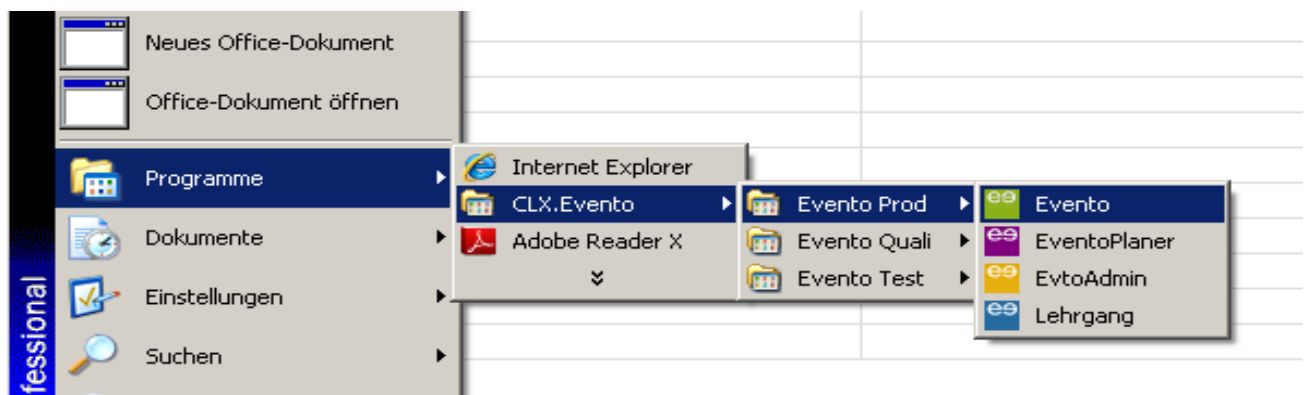 Neues Office-Dokument
Office-Dokument öffnen
Programme
Dokumente
Einstellungen
Suchen
fessional
Internet Explorer
CLX.Evento
Adobe Reader X
Evento Prod
Evento Quali
Evento Test
Evento
EventoPlaner
EvtoAdmin
Lehrgang